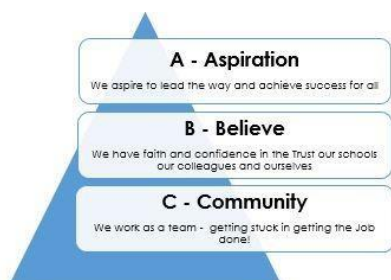 A - Aspiration
We aspire to lead the way and achieve success for all
B - Believe
We have faith and confidence in the Trust our schools
our colleagues and ourselves
C - Community
We work as a team - getting stuck in getting the Job
done!